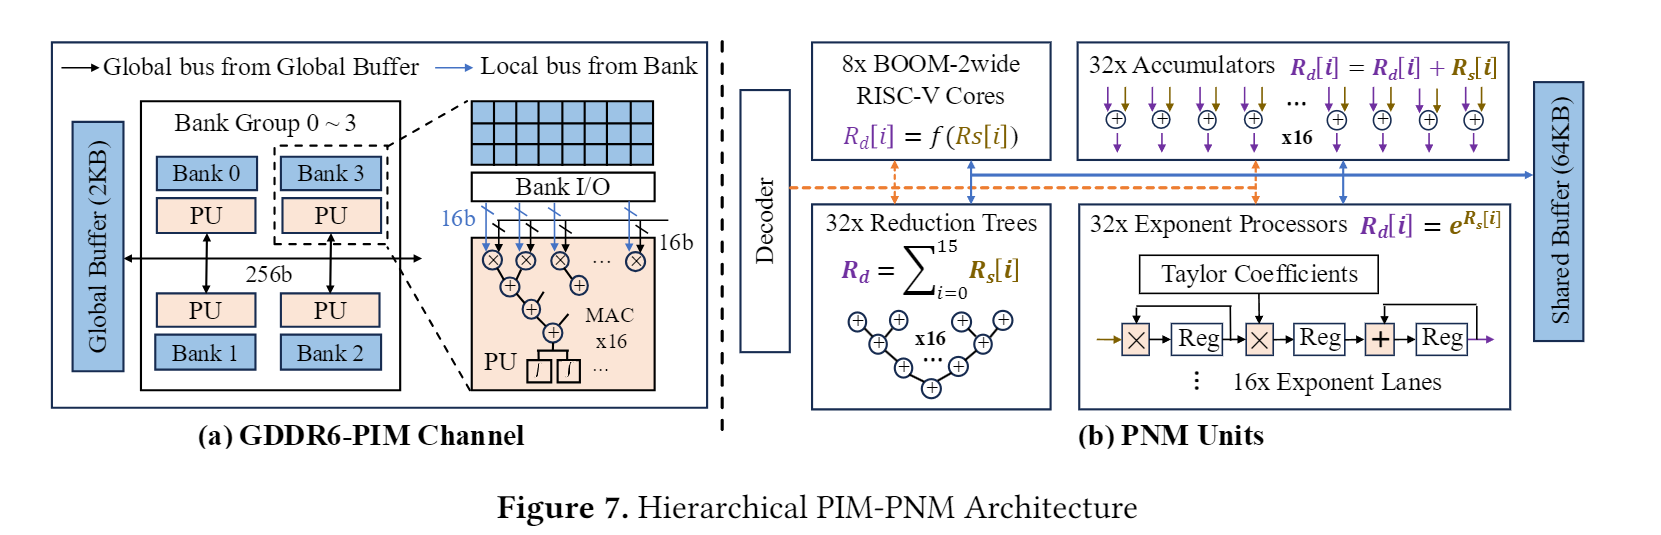 Global bus from Global Buffer
Local bus from Bank
Global Buffer (2KB)
Bank Group 0 ~ 3
Bank 0
PU
Bank 3
PU
256b
PU
Bank 1
PU
Bank 2
Bank I/O
16b
16b
× × × × ...
+ +
+
+
MAC
x16
PU
∫ ∫ ...
(a) GDDR6-PIM Channel
Decoder
8x BOOM-2wide
RISC-V Cores
R_d[i] = f(Rs[i])
32x Accumulators R_d[i] = R_d[i] + R_s[i]
+ + + + ... + + + +
x16
32x Reduction Trees
R_d = ∑_{i=0}^{15} R_s[i]
+ + + +
+ x16 +
+ ... +
+
32x Exponent Processors R_d[i] = e^{R_s[i]}
Taylor Coefficients
× Reg × Reg + Reg
⋮ 16x Exponent Lanes
Shared Buffer (64KB)
(b) PNM Units
Figure 7. Hierarchical PIM-PNM Architecture